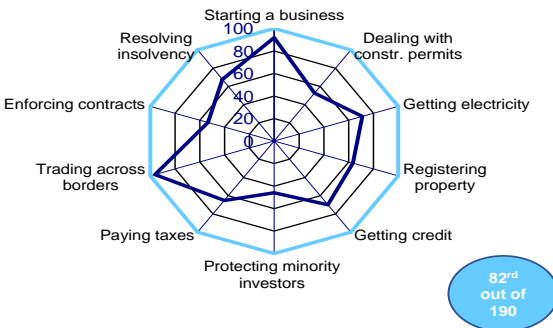 Starting a business
100
80
60
40
20
0
Dealing with
constr. permits
Getting electricity
Registering
property
Getting credit
Protecting minority
investors
Paying taxes
Trading across
borders
Enforcing contracts
Resolving
insolvency
82rd
out of
190